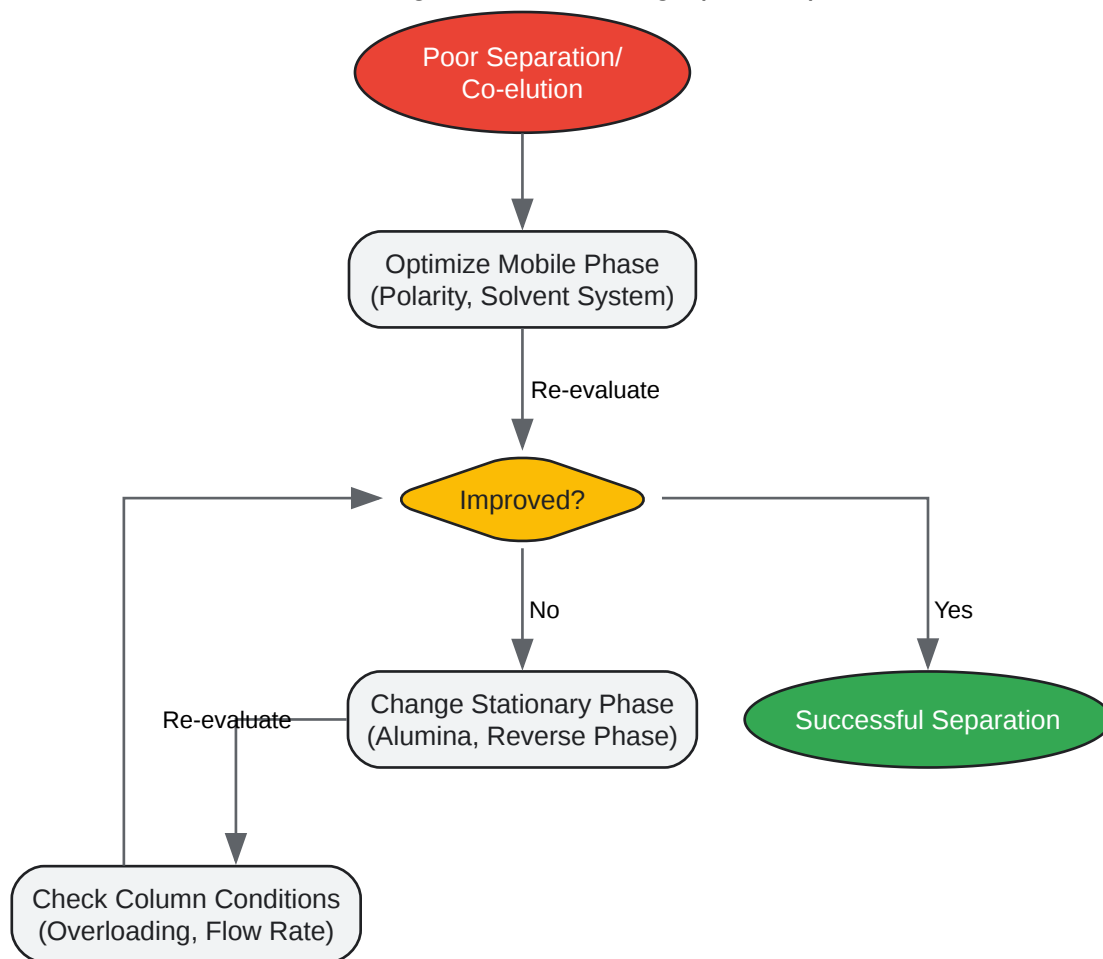 Poor Separation/
Co-elution
Optimize Mobile Phase
(Polarity, Solvent System)
Re-evaluate
Improved?
No
Yes
Change Stationary Phase
(Alumina, Reverse Phase)
Re-evaluate
Successful Separation
Check Column Conditions
(Overloading, Flow Rate)